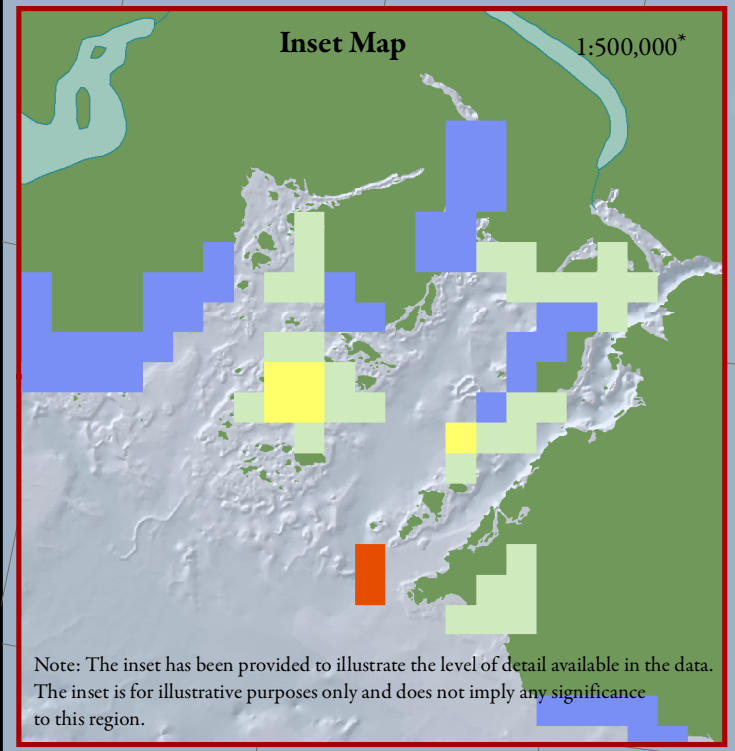 Inset Map
1:500,000*
Note: The inset has been provided to illustrate the level of detail available in the data.
The inset is for illustrative purposes only and does not imply any significance
to this region.